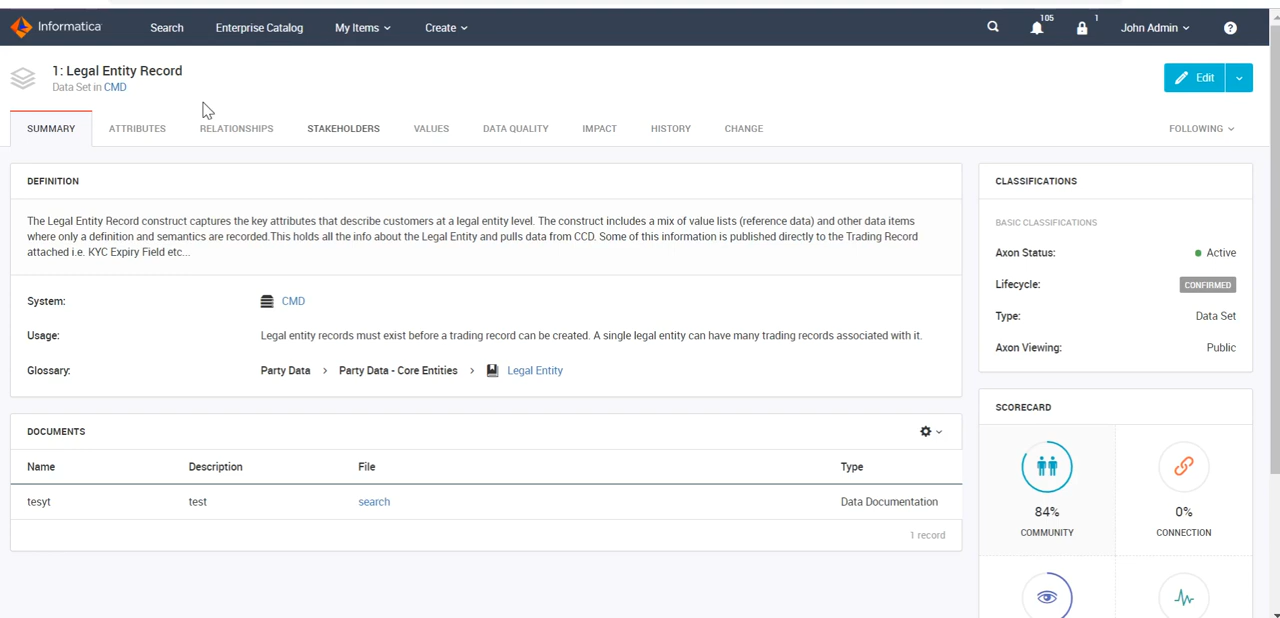 Informatica
Search
Enterprise Catalog
My Items
Create
105
1
John Admin
?
1: Legal Entity Record
Data Set in CMD
Edit
SUMMARY
ATTRIBUTES
RELATIONSHIPS
STAKEHOLDERS
VALUES
DATA QUALITY
IMPACT
HISTORY
CHANGE
FOLLOWING
DEFINITION
The Legal Entity Record construct captures the key attributes that describe customers at a legal entity level. The construct includes a mix of value lists (reference data) and other data items
where only a definition and semantics are recorded.This holds all the info about the Legal Entity and pulls data from CCD. Some of this information is published directly to the Trading Record
attached i.e. KYC Expiry Field etc...
System: CMD
Usage: Legal entity records must exist before a trading record can be created. A single legal entity can have many trading records associated with it.
Glossary: Party Data > Party Data - Core Entities > Legal Entity
DOCUMENTS
Name Description File Type
tesyt test search Data Documentation
1 record
CLASSIFICATIONS
BASIC CLASSIFICATIONS
Axon Status: Active
Lifecycle: CONFIRMED
Type: Data Set
Axon Viewing: Public
SCORECARD
84%
COMMUNITY
0%
CONNECTION